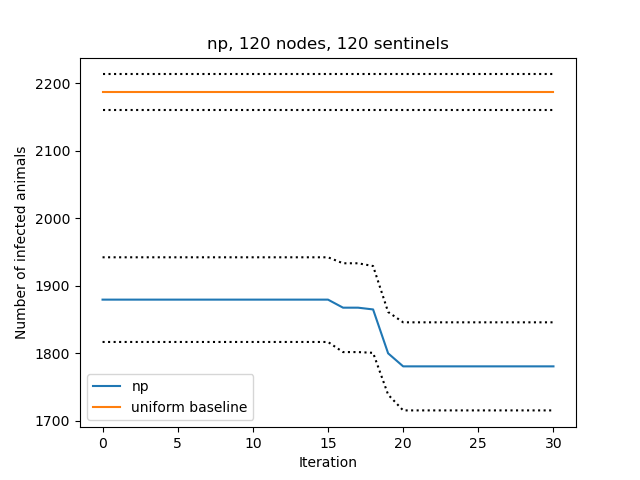 np, 120 nodes, 120 sentinels
Number of infected animals
2200
2100
2000
1900
1800
1700
np
uniform baseline
0 5 10 15 20 25 30
Iteration